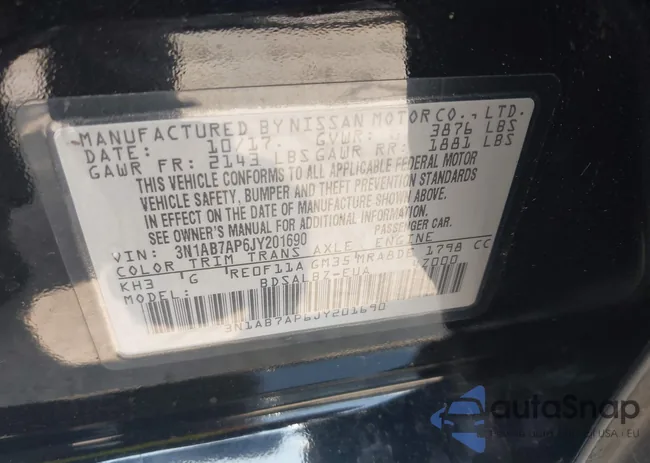 MANUFACTURED BY NISSAN MOTOR CO., LTD.
DATE: 10/17 GVWR: 3876 LBS
GAWR FR: 2143 LBS GAWR RR: 1881 LBS
THIS VEHICLE CONFORMS TO ALL APPLICABLE FEDERAL MOTOR
VEHICLE SAFETY, BUMPER AND THEFT PREVENTION STANDARDS
IN EFFECT ON THE DATE OF MANUFACTURE SHOWN ABOVE.
SEE OWNER'S MANUAL FOR ADDITIONAL INFORMATION.
VIN: 3N1AB7AP6JY201690 PASSENGER CAR.
COLOR TRIM TRANS AXLE ENGINE
KH3 G RE0F11A GM35 MRA8DE 1798 CC
MODEL: BDSALBZ-EUA 7000
3N1AB7AP6JY201690
autoSnap
USA i EU